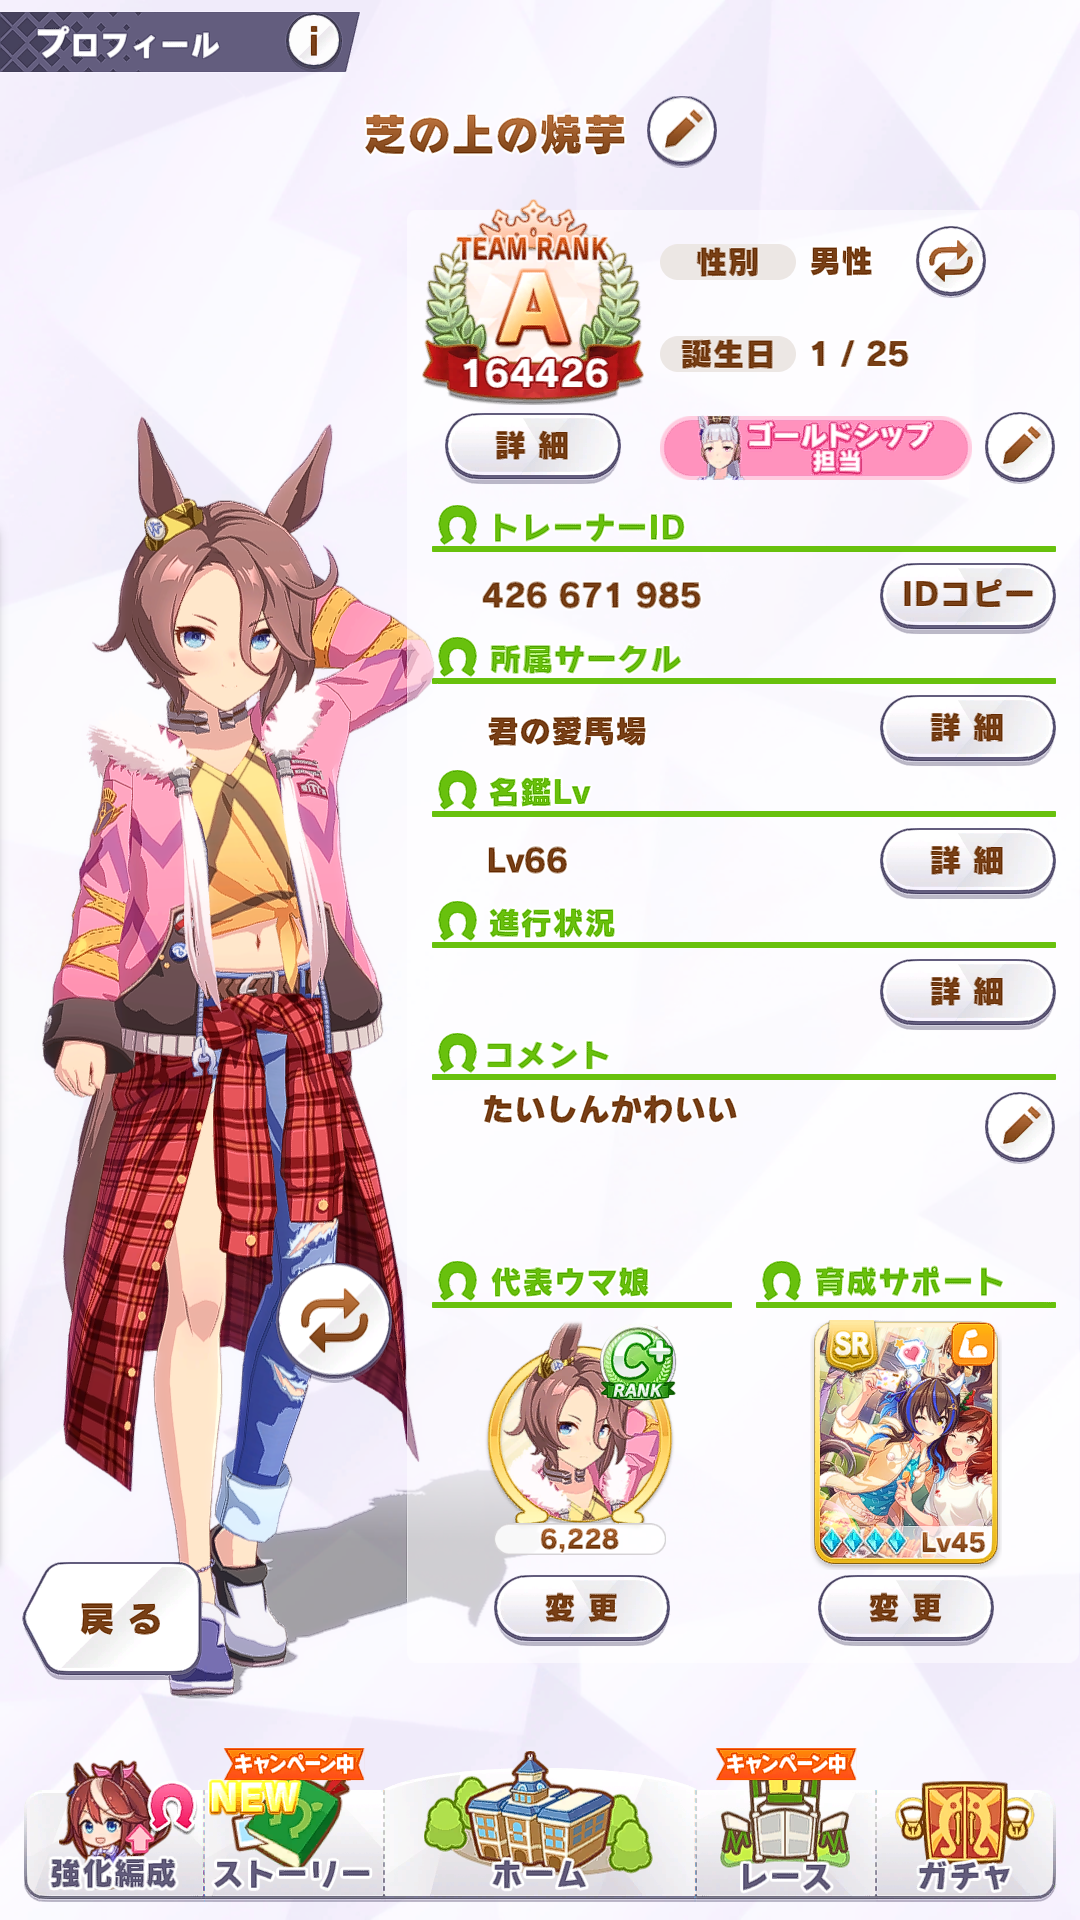 プロフィール
i
芝の上の焼芋
TEAM RANK
A
164426
性別 男性
誕生日 1 / 25
詳細
ゴールドシップ
担当
トレーナーID
426 671 985
IDコピー
所属サークル
君の愛馬場
詳細
名鑑Lv
Lv66
詳細
進行状況
詳細
コメント
たいしんかわいい
代表ウマ娘
育成サポート
C+
RANK
6,228
変更
SR
Lv45
変更
戻る
キャンペーン中
NEW
キャンペーン中
強化編成
ストーリー
ホーム
レース
ガチャ